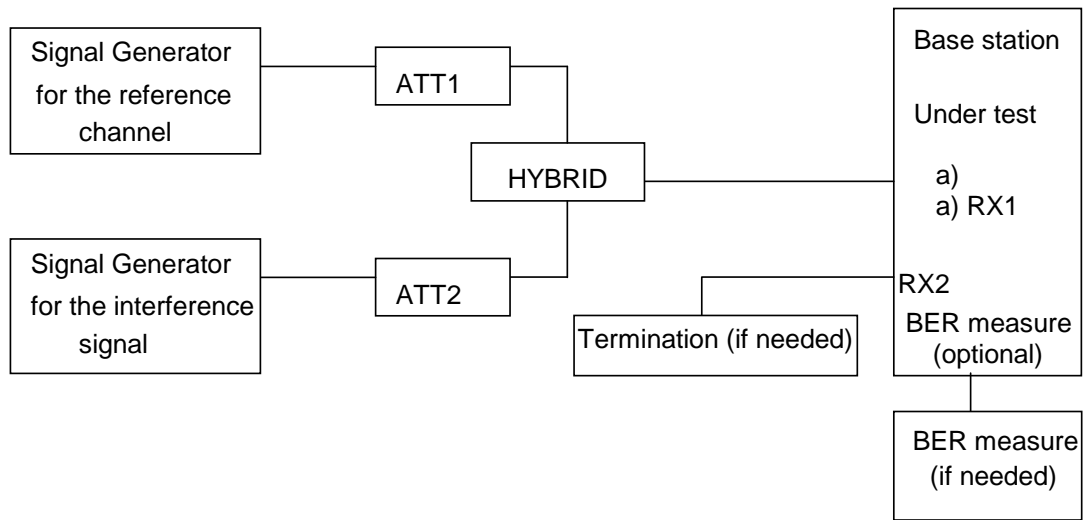 Signal Generator
for the reference
channel
ATT1
HYBRID
Signal Generator
for the interference
signal
ATT2
Termination (if needed)
Base station
Under test
a)
a) RX1
RX2
BER measure
(optional)
BER measure
(if needed)